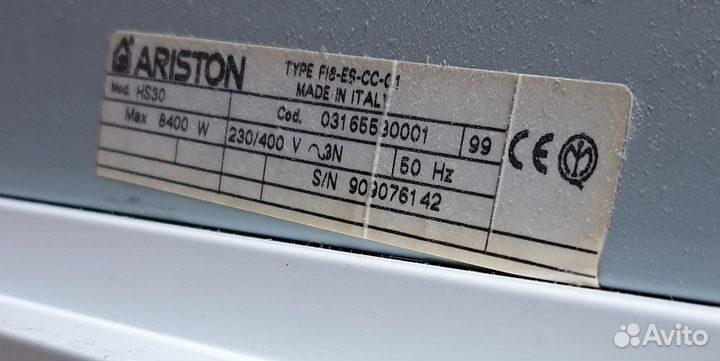 ARISTON TYPE FI8-ES-CC-C1
MADE IN ITALY
Mod. HS30 Cod. 03165580001 99
Max 8400 W 230/400 V 3N 50 Hz
S/N 909076142
CE
Avito